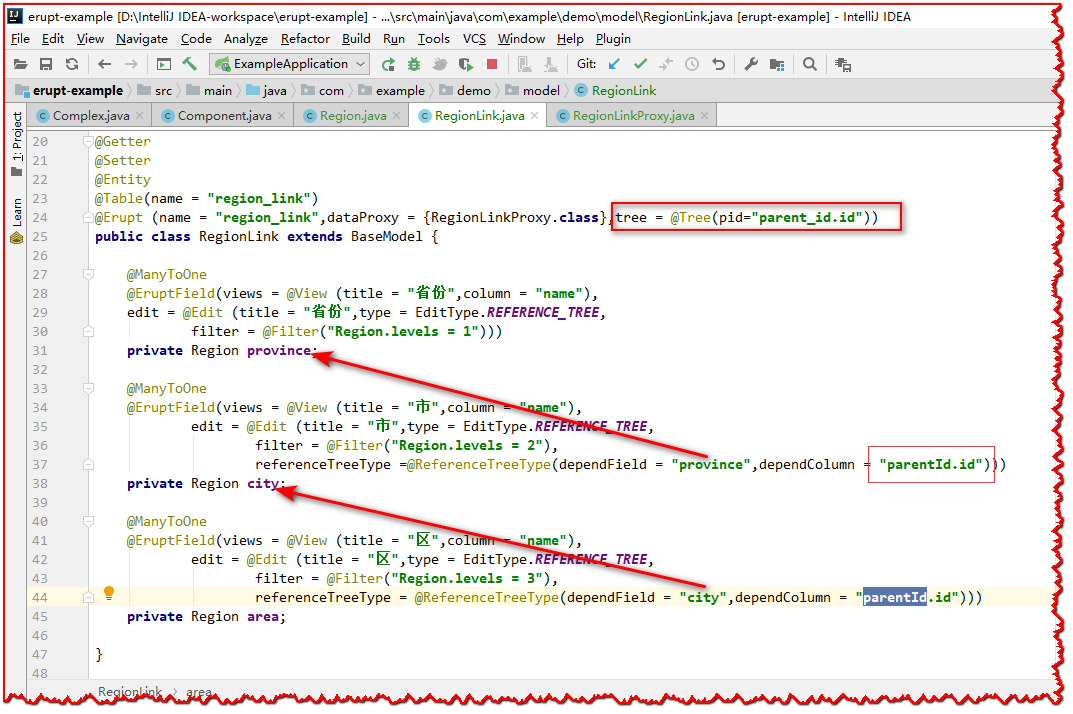 erupt-example [D:\IntelliJ IDEA-workspace\erupt-example] - ...\src\main\java\com\example\demo\model\RegionLink.java [erupt-example] - IntelliJ IDEA
File Edit View Navigate Code Analyze Refactor Build Run Tools VCS Window Help Plugin
ExampleApplication Git:
erupt-example src main java com example demo model RegionLink
Complex.java Component.java Region.java RegionLink.java RegionLinkProxy.java
1: Project
Learn
20 @Getter
21 @Setter
22 @Entity
23 @Table(name = "region_link")
24 @Erupt (name = "region_link",dataProxy = {RegionLinkProxy.class},tree = @Tree(pid="parent_id.id"))
25 public class RegionLink extends BaseModel {
26
27 @ManyToOne
28 @EruptField(views = @View (title = "省份",column = "name"),
29 edit = @Edit (title = "省份",type = EditType.REFERENCE_TREE,
30 filter = @Filter("Region.levels = 1")))
31 private Region province;
32
33 @ManyToOne
34 @EruptField(views = @View (title = "市",column = "name"),
35 edit = @Edit (title = "市",type = EditType.REFERENCE_TREE,
36 filter = @Filter("Region.levels = 2"),
37 referenceTreeType =@ReferenceTreeType(dependField = "province",dependColumn = "parentId.id")))
38 private Region city;
39
40 @ManyToOne
41 @EruptField(views = @View (title = "区",column = "name"),
42 edit = @Edit (title = "区",type = EditType.REFERENCE_TREE,
43 filter = @Filter("Region.levels = 3"),
44 referenceTreeType = @ReferenceTreeType(dependField = "city",dependColumn = "parentId.id")))
45 private Region area;
46
47 }
48
RegionLink › area